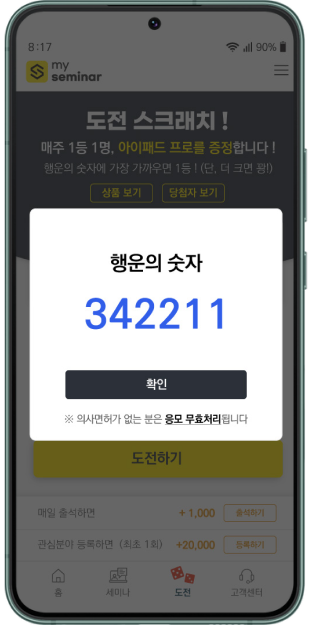 8:17
90%
my
seminar
도전 스크래치 !
매주 1등 1명, 아이패드 프로를 증정합니다 !
행운의 숫자에 가장 가까우면 1등 ! (단, 더 크면 꽝!)
상품 보기
당첨자 보기
행운의 숫자
342211
확인
※ 의사면허가 없는 분은 응모 무효처리됩니다
도전하기
매일 출석하면 +1,000 출석하기
관심분야 등록하면 (최초 1회) +20,000 등록하기
홈 세미나 도전 고객센터